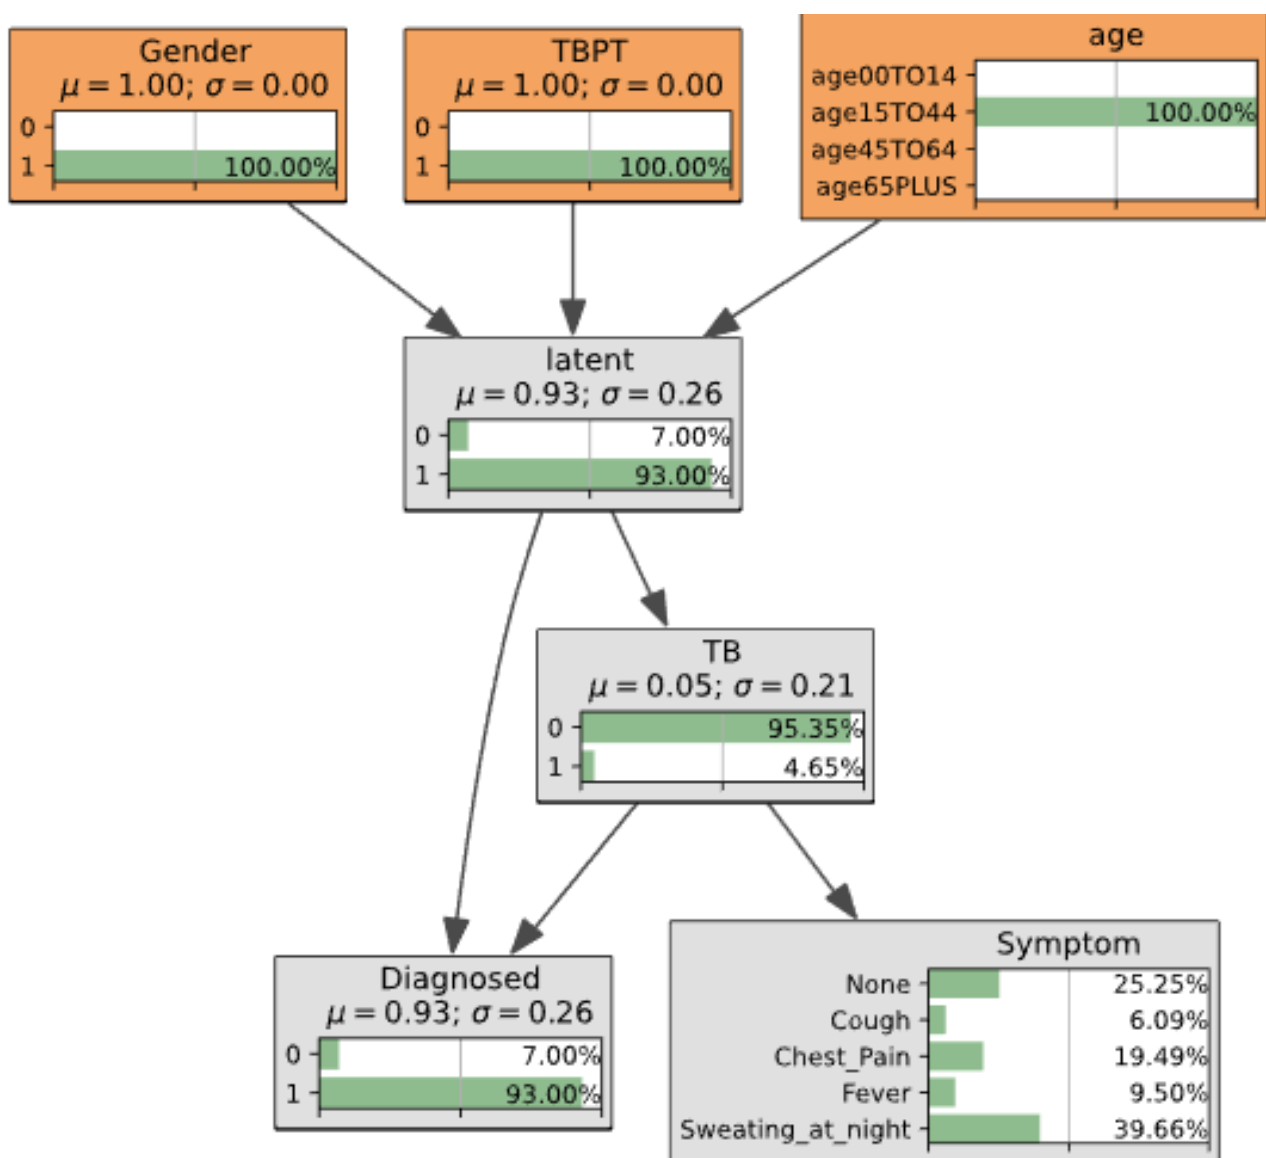 Gender
μ = 1.00; σ = 0.00
0
1 100.00%
TBPT
μ = 1.00; σ = 0.00
0
1 100.00%
age
age00TO14
age15TO44 100.00%
age45TO64
age65PLUS
latent
μ = 0.93; σ = 0.26
0 7.00%
1 93.00%
TB
μ = 0.05; σ = 0.21
0 95.35%
1 4.65%
Diagnosed
μ = 0.93; σ = 0.26
0 7.00%
1 93.00%
Symptom
None 25.25%
Cough 6.09%
Chest_Pain 19.49%
Fever 9.50%
Sweating_at_night 39.66%